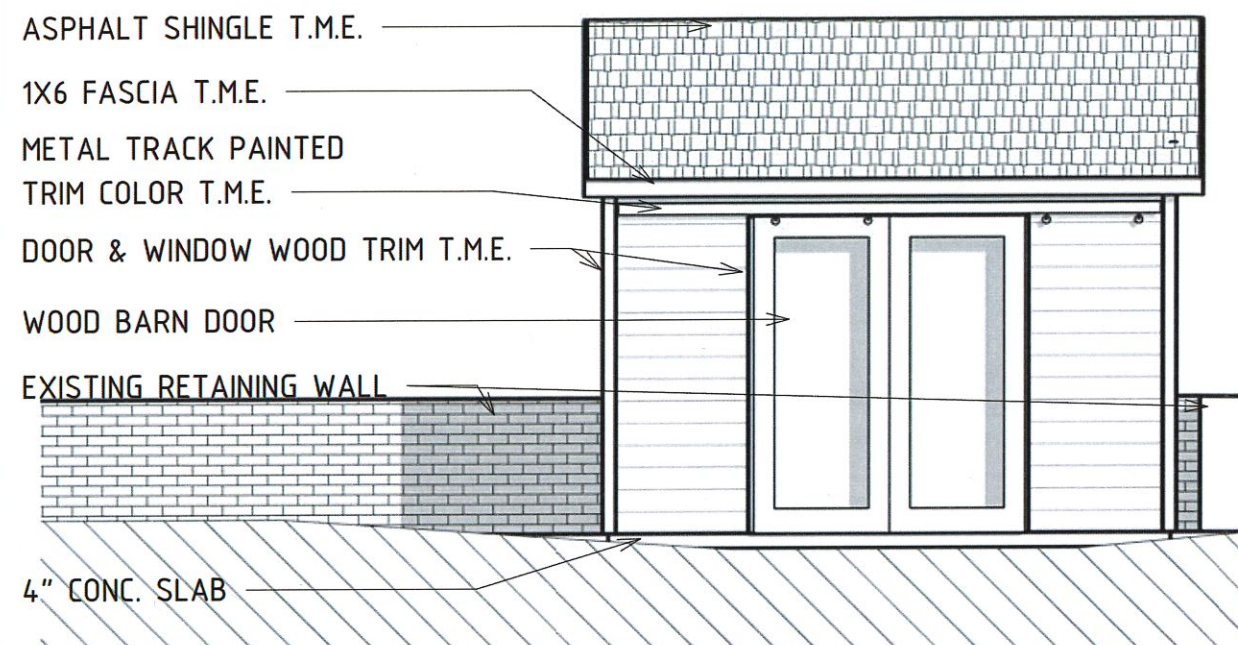 ASPHALT SHINGLE T.M.E.
1X6 FASCIA T.M.E.
METAL TRACK PAINTED
TRIM COLOR T.M.E.
DOOR & WINDOW WOOD TRIM T.M.E.
WOOD BARN DOOR
EXISTING RETAINING WALL
4" CONC. SLAB